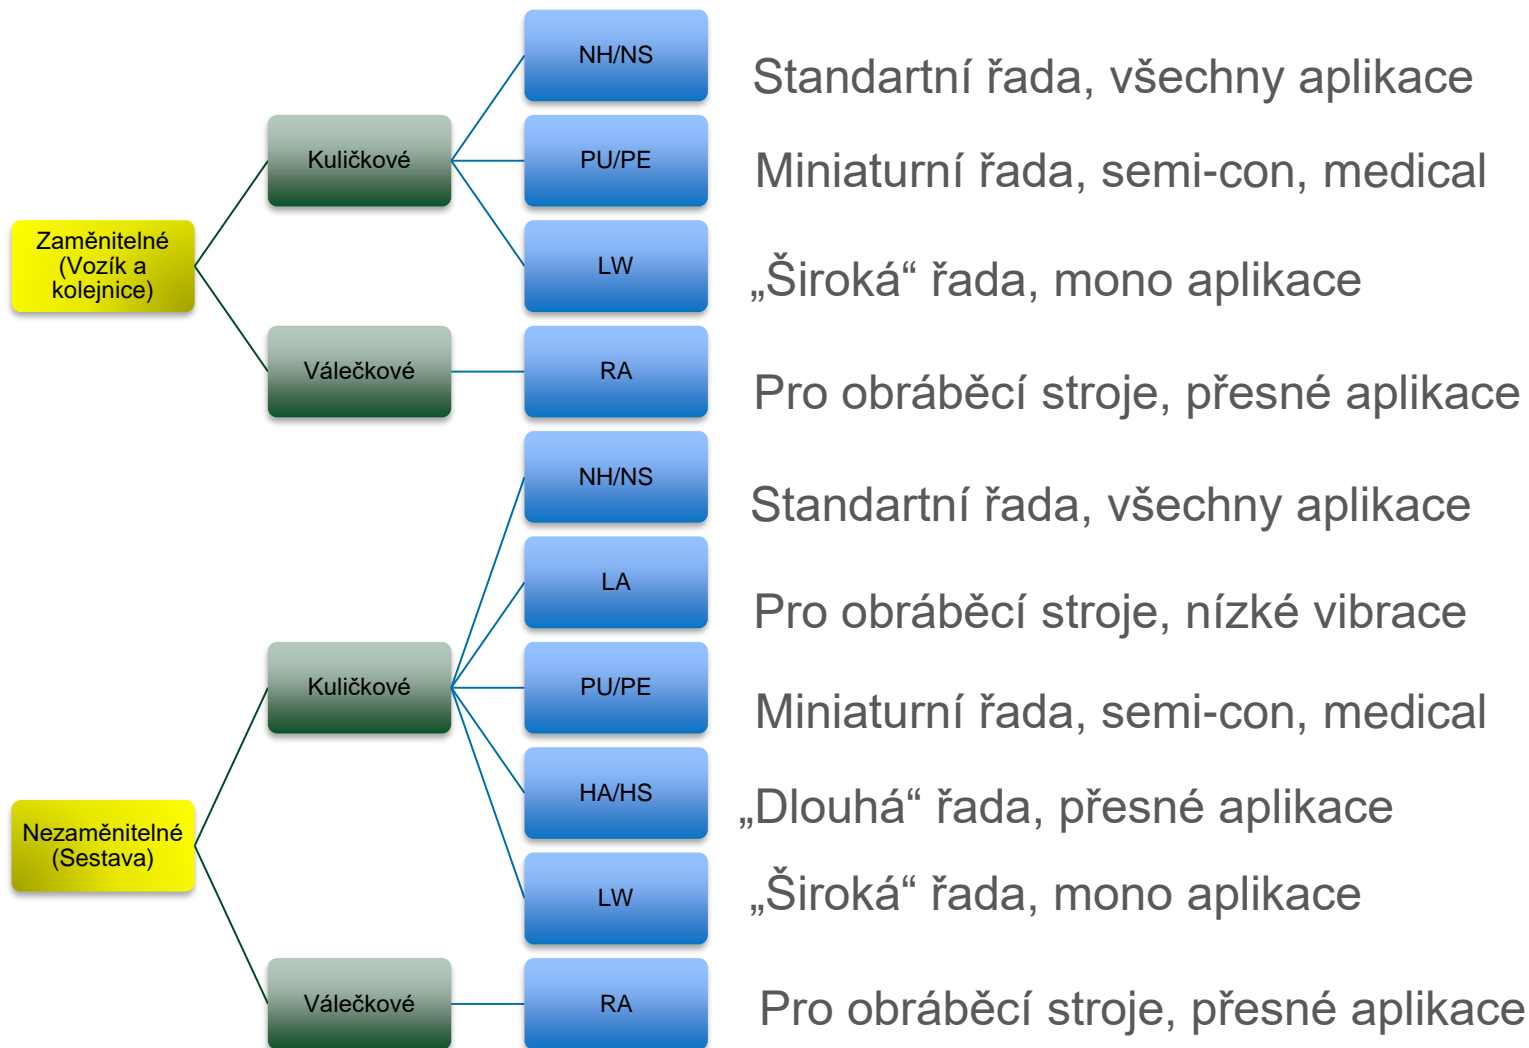 NH/NS
Standartní řada, všechny aplikace
Kuličkové
PU/PE
Miniaturní řada, semi-con, medical
Zaměnitelné
(Vozík a
kolejnice)
LW
„Široká“ řada, mono aplikace
Válečkové
RA
Pro obráběcí stroje, přesné aplikace
NH/NS
Standartní řada, všechny aplikace
LA
Pro obráběcí stroje, nízké vibrace
Kuličkové
PU/PE
Miniaturní řada, semi-con, medical
HA/HS
„Dlouhá“ řada, přesné aplikace
Nezaměnitelné
(Sestava)
LW
„Široká“ řada, mono aplikace
Válečkové
RA
Pro obráběcí stroje, přesné aplikace